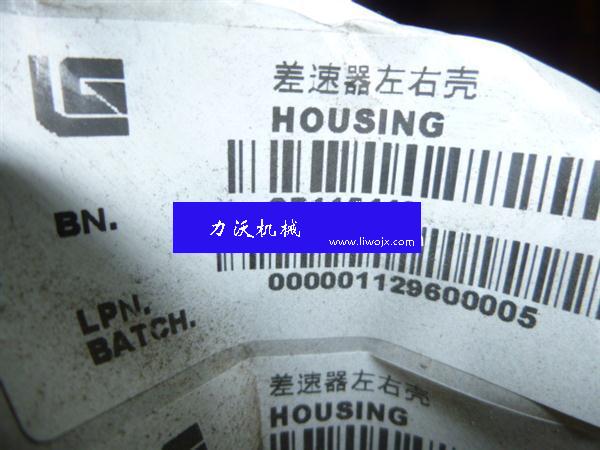 差速器左右壳
HOUSING
BN.
力沃机械
www.liwojx.com
000001129600005
LPN.
BATCH.
差速器左右壳
HOUSING